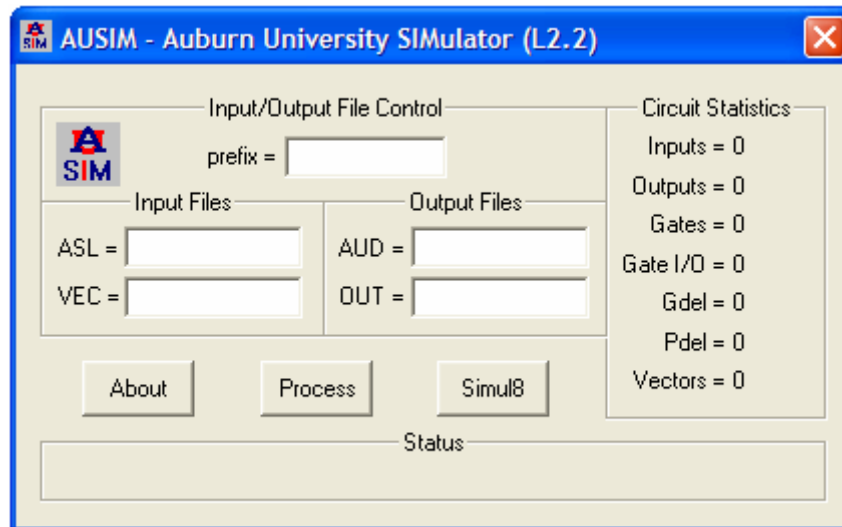 A SIM AUSIM - Auburn University SIMulator (L2.2)
Input/Output File Control
A
SIM
prefix =
Input Files
ASL =
VEC =
Output Files
AUD =
OUT =
Circuit Statistics
Inputs = 0
Outputs = 0
Gates = 0
Gate I/O = 0
Gdel = 0
Pdel = 0
Vectors = 0
About
Process
Simul8
Status